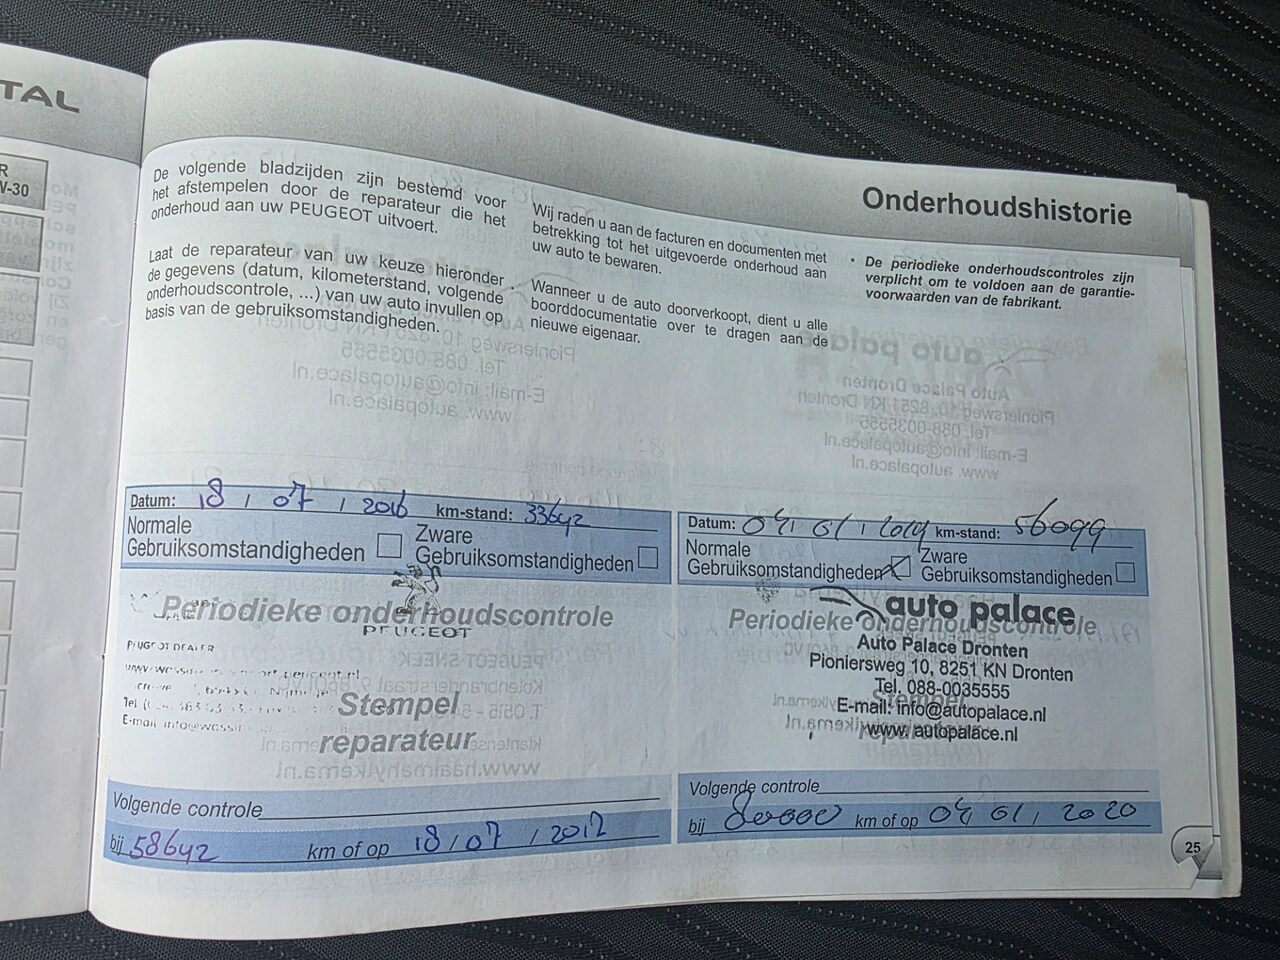 TAL
R
V-30
Onderhoudshistorie
De volgende bladzijden zijn bestemd voor
het afstempelen door de reparateur die het
onderhoud aan uw PEUGEOT uitvoert.
Laat de reparateur van uw keuze hieronder
de gegevens (datum, kilometerstand, volgende
onderhoudscontrole, ...) van uw auto invullen op
basis van de gebruiksomstandigheden.
Wij raden u aan de facturen en documenten met
betrekking tot het uitgevoerde onderhoud aan
uw auto te bewaren.
Wanneer u de auto doorverkoopt, dient u alle
boorddocumentatie over te dragen aan de
nieuwe eigenaar.
• De periodieke onderhoudscontroles zijn
verplicht om te voldoen aan de garantie-
voorwaarden van de fabrikant.
Datum: 18 / 07 / 2016 km-stand: 33642
Normale
Gebruiksomstandigheden
Zware
Gebruiksomstandigheden
Periodieke onderhoudscontrole
PEUGEOT
PEUGEOT DEALER
Stempel
reparateur
Volgende controle
bij 58642 km of op 18 / 07 / 2017
Datum: 04 / 01 / 2019 km-stand: 56099
Normale
Gebruiksomstandigheden
Zware
Gebruiksomstandigheden
auto palace
Periodieke onderhoudscontrole
Auto Palace Dronten
Pioniersweg 10, 8251 KN Dronten
Tel. 088-0035555
Stempel
E-mail: info@autopalace.nl
www. autopalace.nl
reparateur
Volgende controle
bij 80000 km of op 04 / 01 / 2020
25